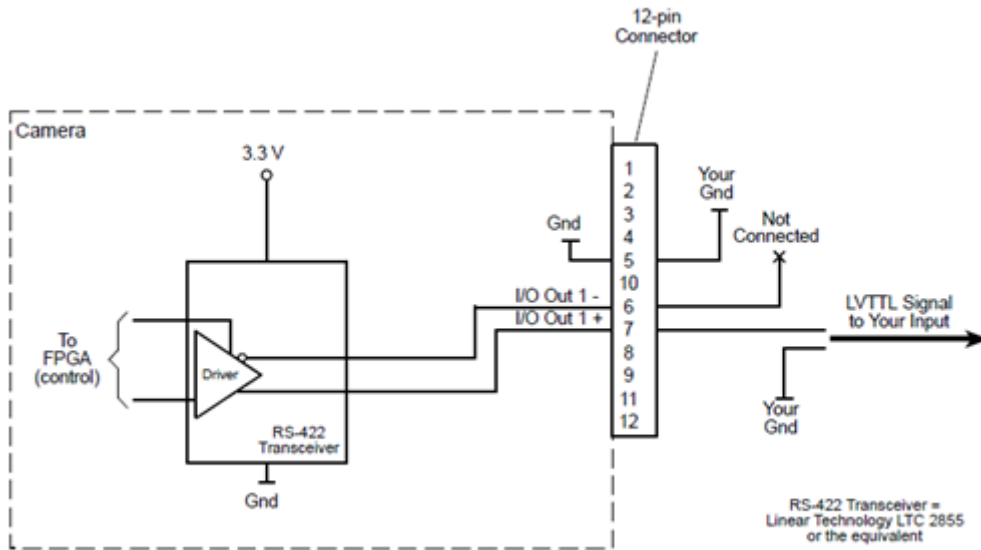 12-pin
Connector
Camera
3.3 V
1
2
3
4
5
10
6
7
8
9
11
12
Gnd
Your
Gnd
Not
Connected
I/O Out 1 -
I/O Out 1 +
LVTTL Signal
to Your Input
To
FPGA
(control)
Driver
RS-422
Transceiver
Gnd
Your
Gnd
RS-422 Transceiver =
Linear Technology LTC 2855
or the equivalent